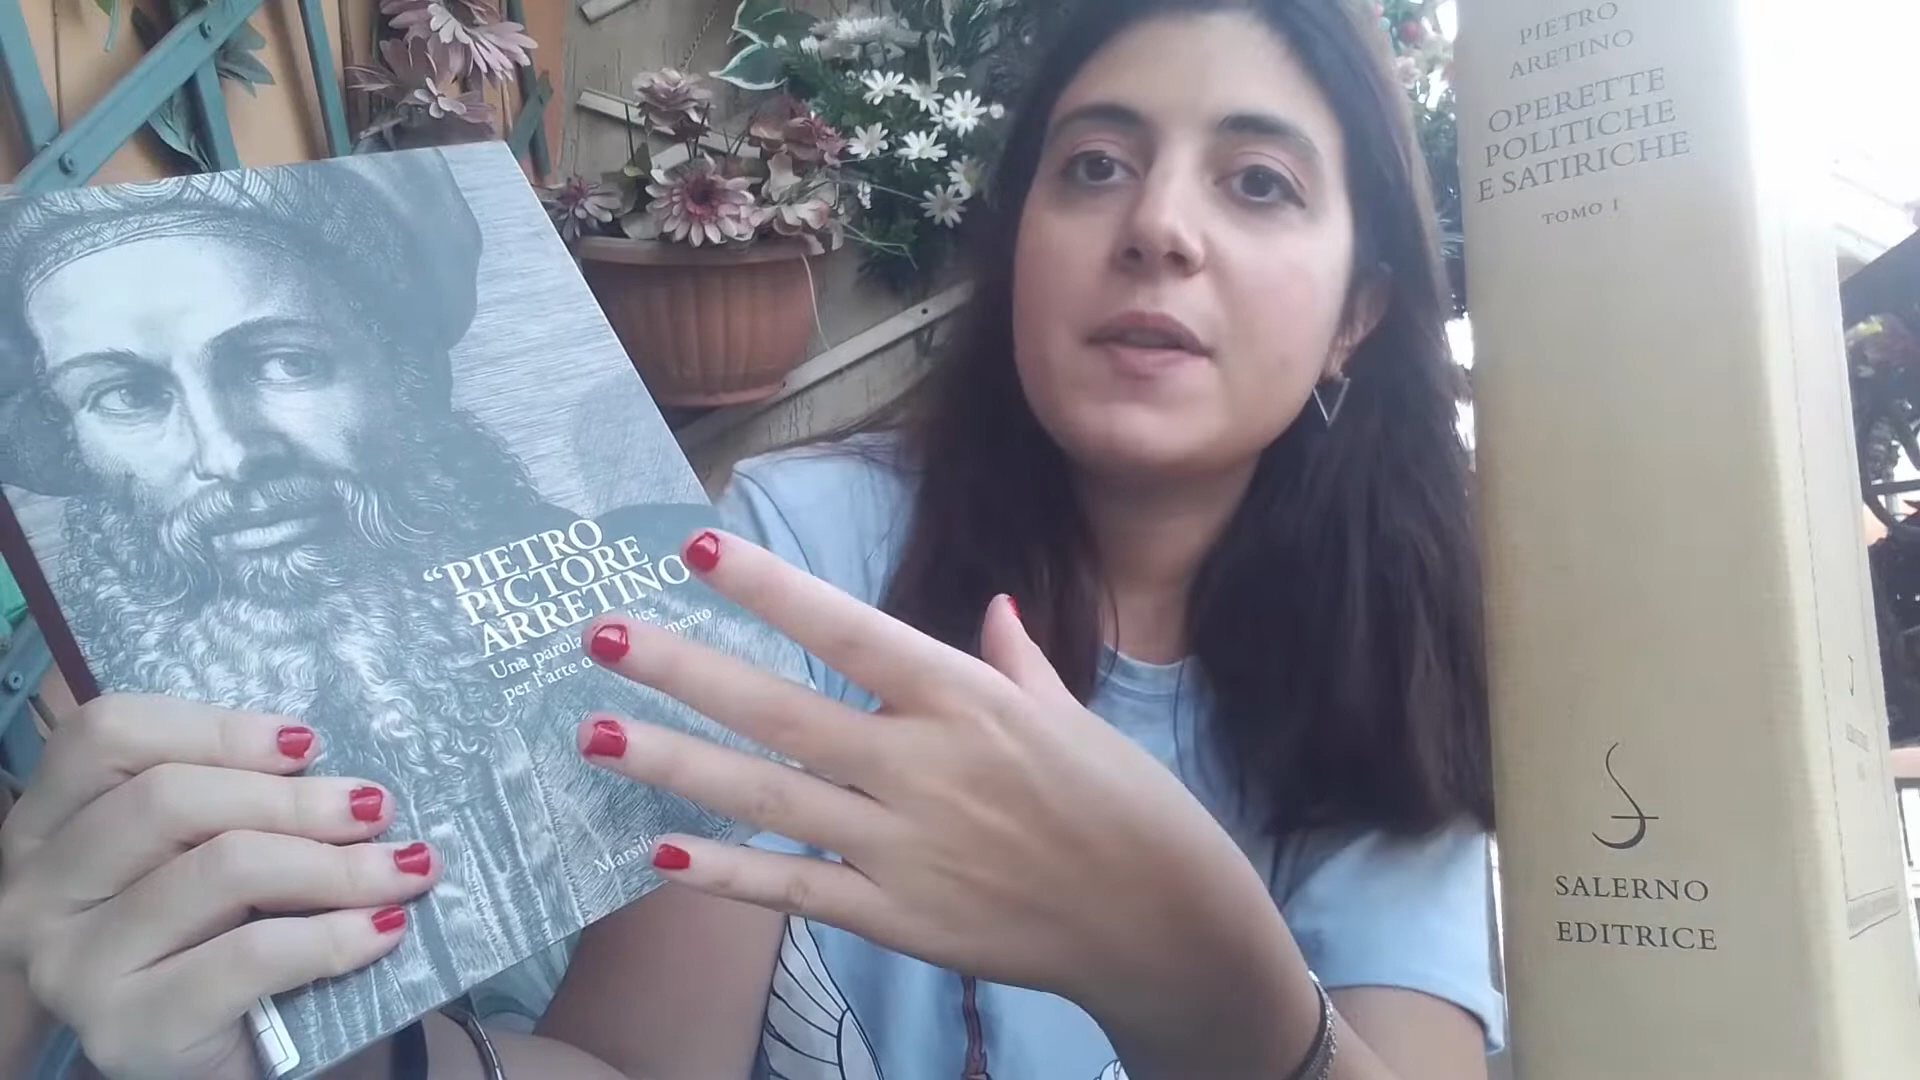 “PIETRO
PICTORE
ARRETINO
Una parola
per l'arte
PIETRO
ARETINO
OPERETTE
POLITICHE
E SATIRICHE
TOMO I
SALERNO
EDITRICE